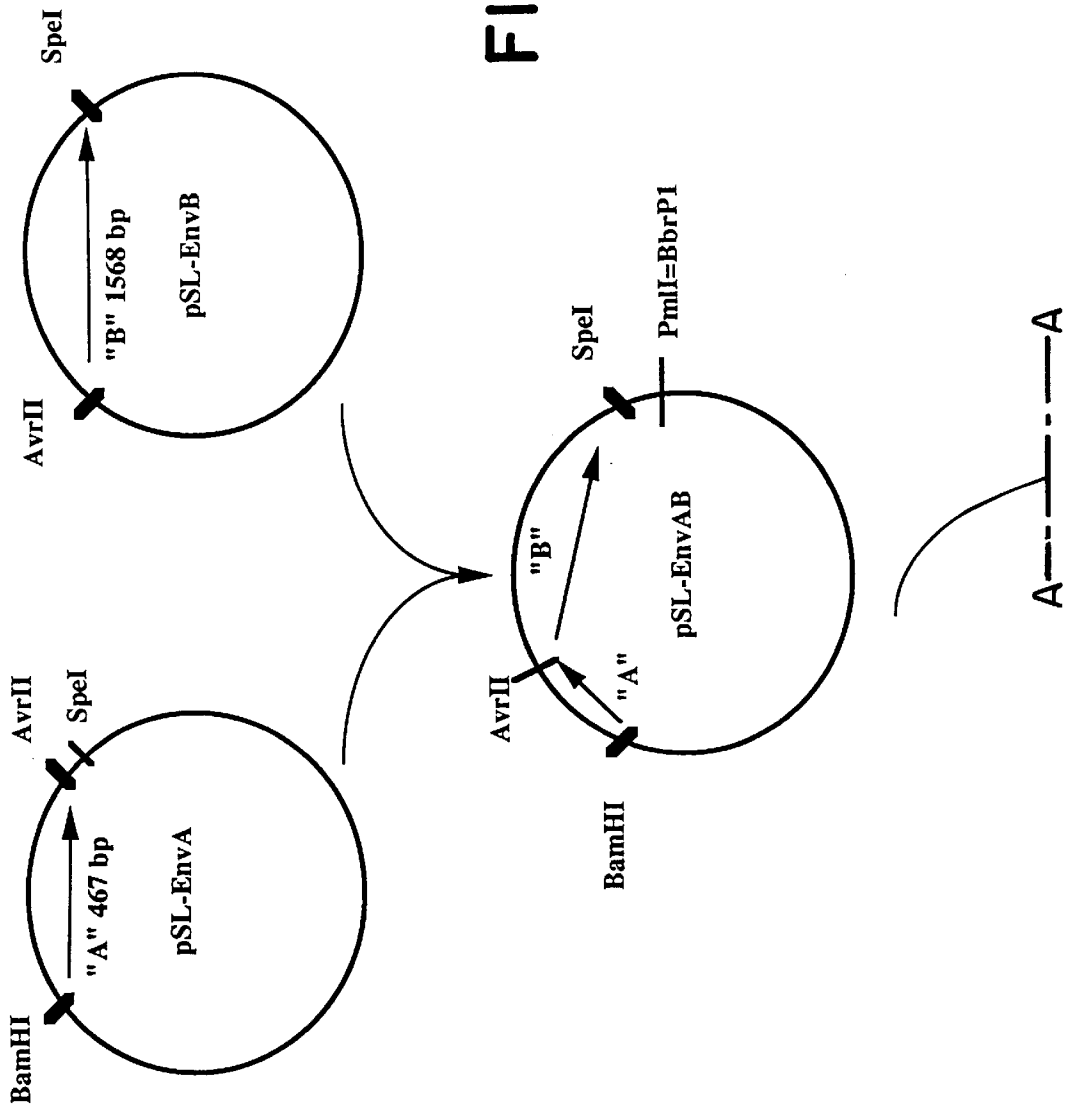 BamHI
AvrII
SpeI
"A" 467 bp
pSL-EnvA
AvrII
SpeI
"B" 1568 bp
pSL-EnvB
AvrII
"B"
SpeI
"A"
BamHI
PmlI=BbrP1
pSL-EnvAB
A
A